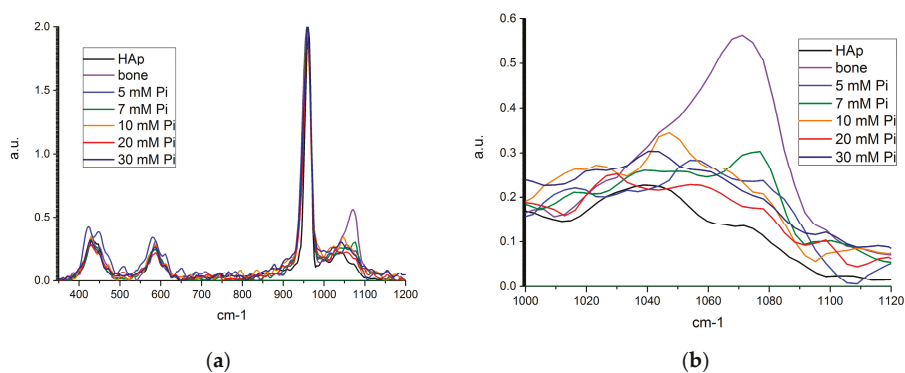 2.0
1.5
1.0
0.5
0.0
a.u.
HAp
bone
5 mM Pi
7 mM Pi
10 mM Pi
20 mM Pi
30 mM Pi
400 500 600 700 800 900 1000 1100 1200
cm-1
(a)
0.6
0.5
0.4
0.3
0.2
0.1
0.0
a.u.
HAp
bone
5 mM Pi
7 mM Pi
10 mM Pi
20 mM Pi
30 mM Pi
1000 1020 1040 1060 1080 1100 1120
cm-1
(b)